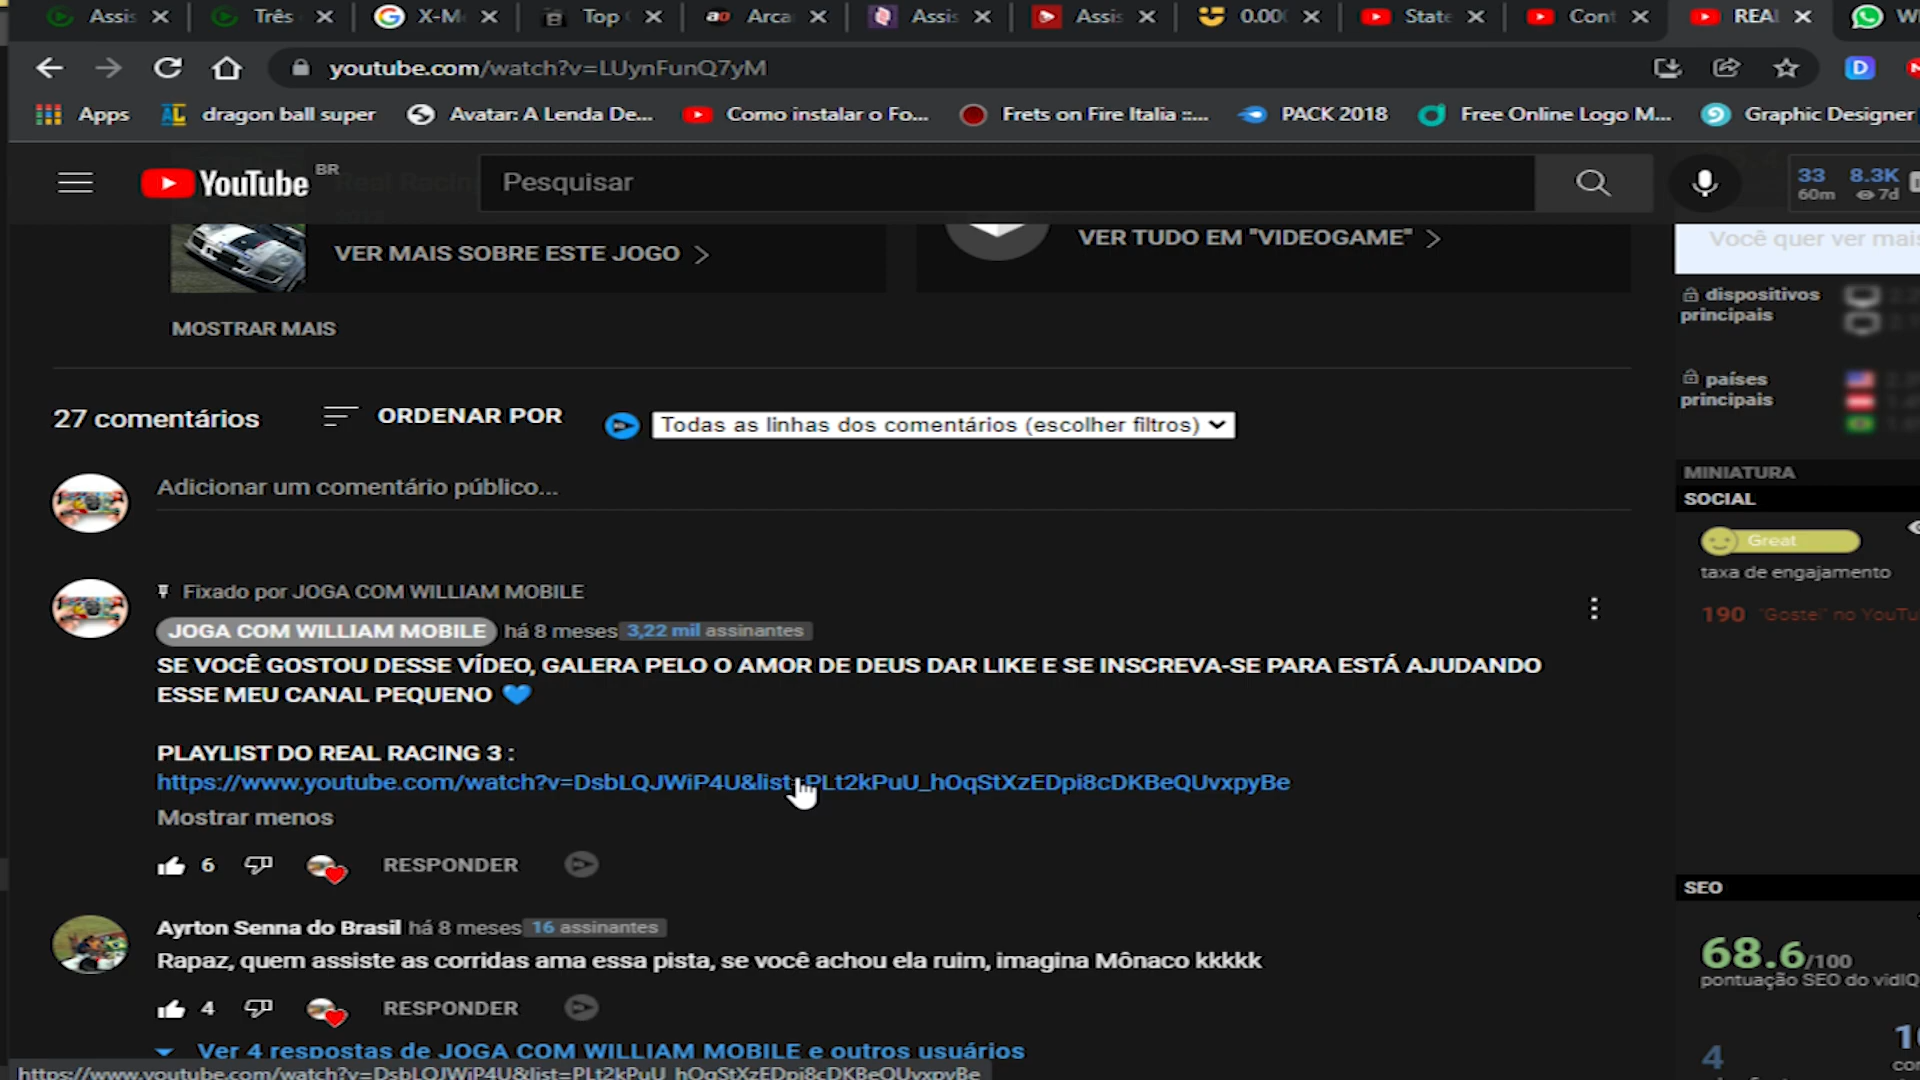 Assis
Três
X-M
Top
Arca
Assis
Assis
0.00
State
Cont
REA
youtube.com/watch?v=LUynFunQ7yM
D
Apps
dragon ball super
Avatar: A Lenda De...
Como instalar o Fo...
Frets on Fire Italia ::...
PACK 2018
Free Online Logo M...
Graphic Designer
YouTube BR
Real Racing
Pesquisar
33
60m
8.3K
7d
VER MAIS SOBRE ESTE JOGO
VER TUDO EM "VIDEOGAME"
Você quer ver mais
MOSTRAR MAIS
dispositivos
principais
países
principais
27 comentários
ORDENAR POR
Todas as linhas dos comentários (escolher filtros)
Adicionar um comentário público...
MINIATURA
SOCIAL
Great
taxa de engajamento
190 "Gostei" no YouTu
Fixado por JOGA COM WILLIAM MOBILE
JOGA COM WILLIAM MOBILE há 8 meses 3,22 mil assinantes
SE VOCÊ GOSTOU DESSE VÍDEO, GALERA PELO O AMOR DE DEUS DAR LIKE E SE INSCREVA-SE PARA ESTÁ AJUDANDO
ESSE MEU CANAL PEQUENO 💙
PLAYLIST DO REAL RACING 3 :
https://www.youtube.com/watch?v=DsbLQJWiP4U&list=PLt2kPuU_hOqStXzEDpi8cDKBeQUvxpyBe
Mostrar menos
6
RESPONDER
SEO
68.6/100
pontuação SEO do vidIQ
4
Ayrton Senna do Brasil há 8 meses 16 assinantes
Rapaz, quem assiste as corridas ama essa pista, se você achou ela ruim, imagina Mônaco kkkkk
4
RESPONDER
Ver 4 respostas de JOGA COM WILLIAM MOBILE e outros usuários
https://www.youtube.com/watch?v=DsbLQJWiP4U&list=PLt2kPuU_hOqStXzEDpi8cDKBeQUvxpyBe